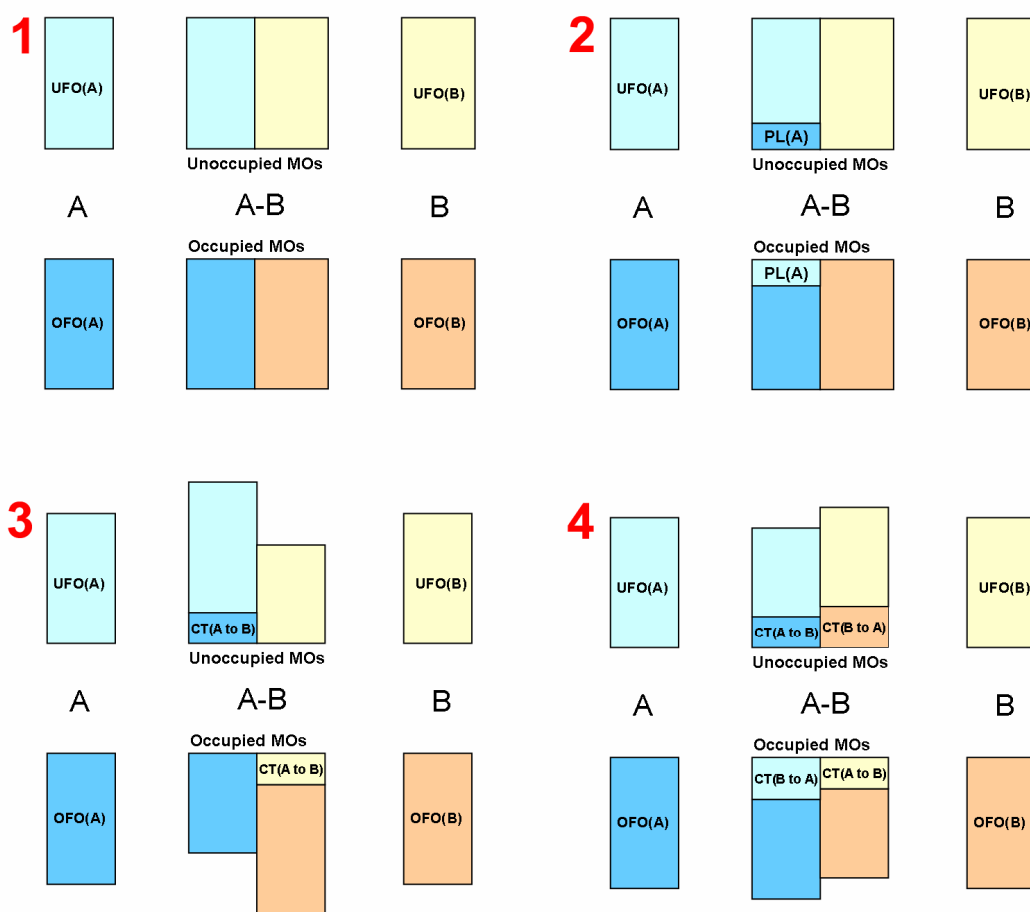 1
UFO(A)
UFO(B)
Unoccupied MOs
A
A-B
B
Occupied MOs
OFO(A)
OFO(B)
2
UFO(A)
UFO(B)
PL(A)
Unoccupied MOs
A
A-B
B
Occupied MOs
PL(A)
OFO(A)
OFO(B)
3
UFO(A)
UFO(B)
CT(A to B)
Unoccupied MOs
A
A-B
B
Occupied MOs
CT(A to B)
OFO(A)
OFO(B)
4
UFO(A)
UFO(B)
CT(A to B)
CT(B to A)
Unoccupied MOs
A
A-B
B
Occupied MOs
CT(B to A)
CT(A to B)
OFO(A)
OFO(B)